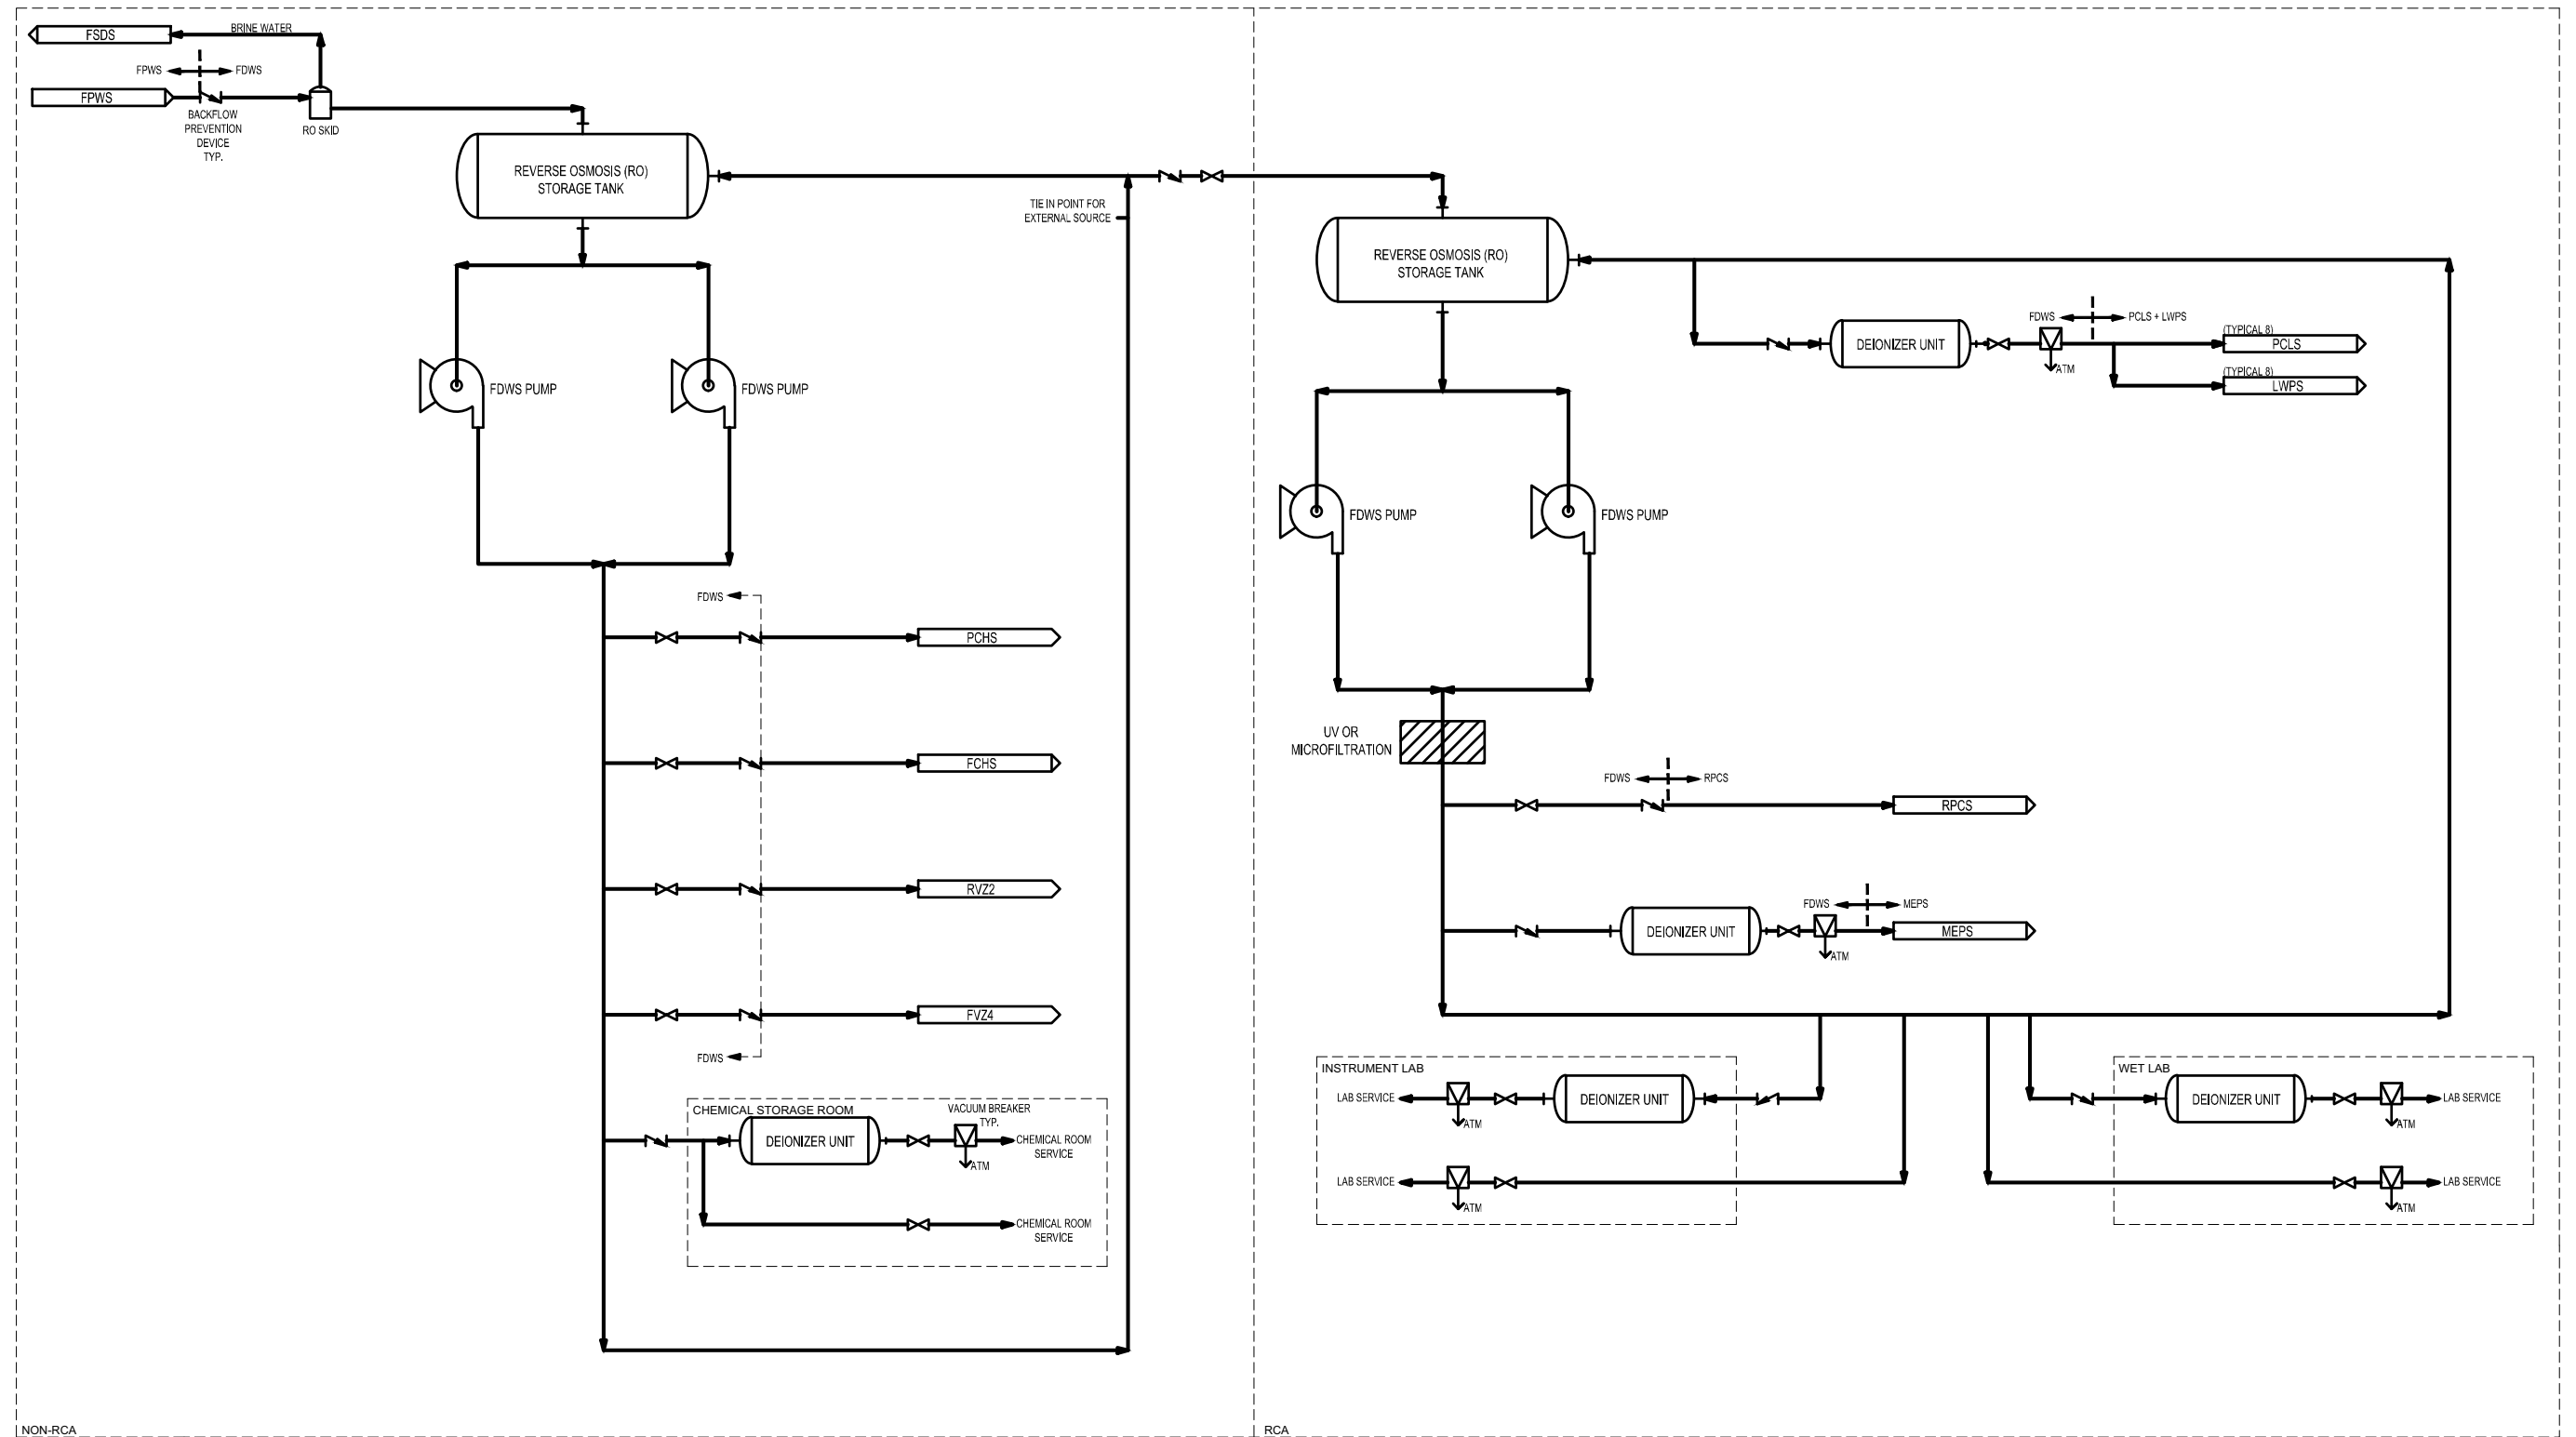 FSDS
BRINE WATER
FPWS
FDWS
FPWS
BACKFLOW
PREVENTION
DEVICE
TYP.
RO SKID
REVERSE OSMOSIS (RO)
STORAGE TANK
TIE IN POINT FOR
EXTERNAL SOURCE
FDWS PUMP
FDWS PUMP
FDWS
PCHS
FCHS
RVZ2
FVZ4
FDWS
CHEMICAL STORAGE ROOM
VACUUM BREAKER
TYP.
DEIONIZER UNIT
CHEMICAL ROOM
SERVICE
ATM
CHEMICAL ROOM
SERVICE
NON-RCA
REVERSE OSMOSIS (RO)
STORAGE TANK
FDWS
PCLS + LWPS
DEIONIZER UNIT
ATM
(TYPICAL 8)
PCLS
(TYPICAL 8)
LWPS
FDWS PUMP
FDWS PUMP
UV OR
MICROFILTRATION
FDWS
RPCS
RPCS
FDWS
MEPS
DEIONIZER UNIT
MEPS
ATM
INSTRUMENT LAB
LAB SERVICE
DEIONIZER UNIT
ATM
LAB SERVICE
ATM
WET LAB
DEIONIZER UNIT
LAB SERVICE
ATM
LAB SERVICE
ATM
RCA